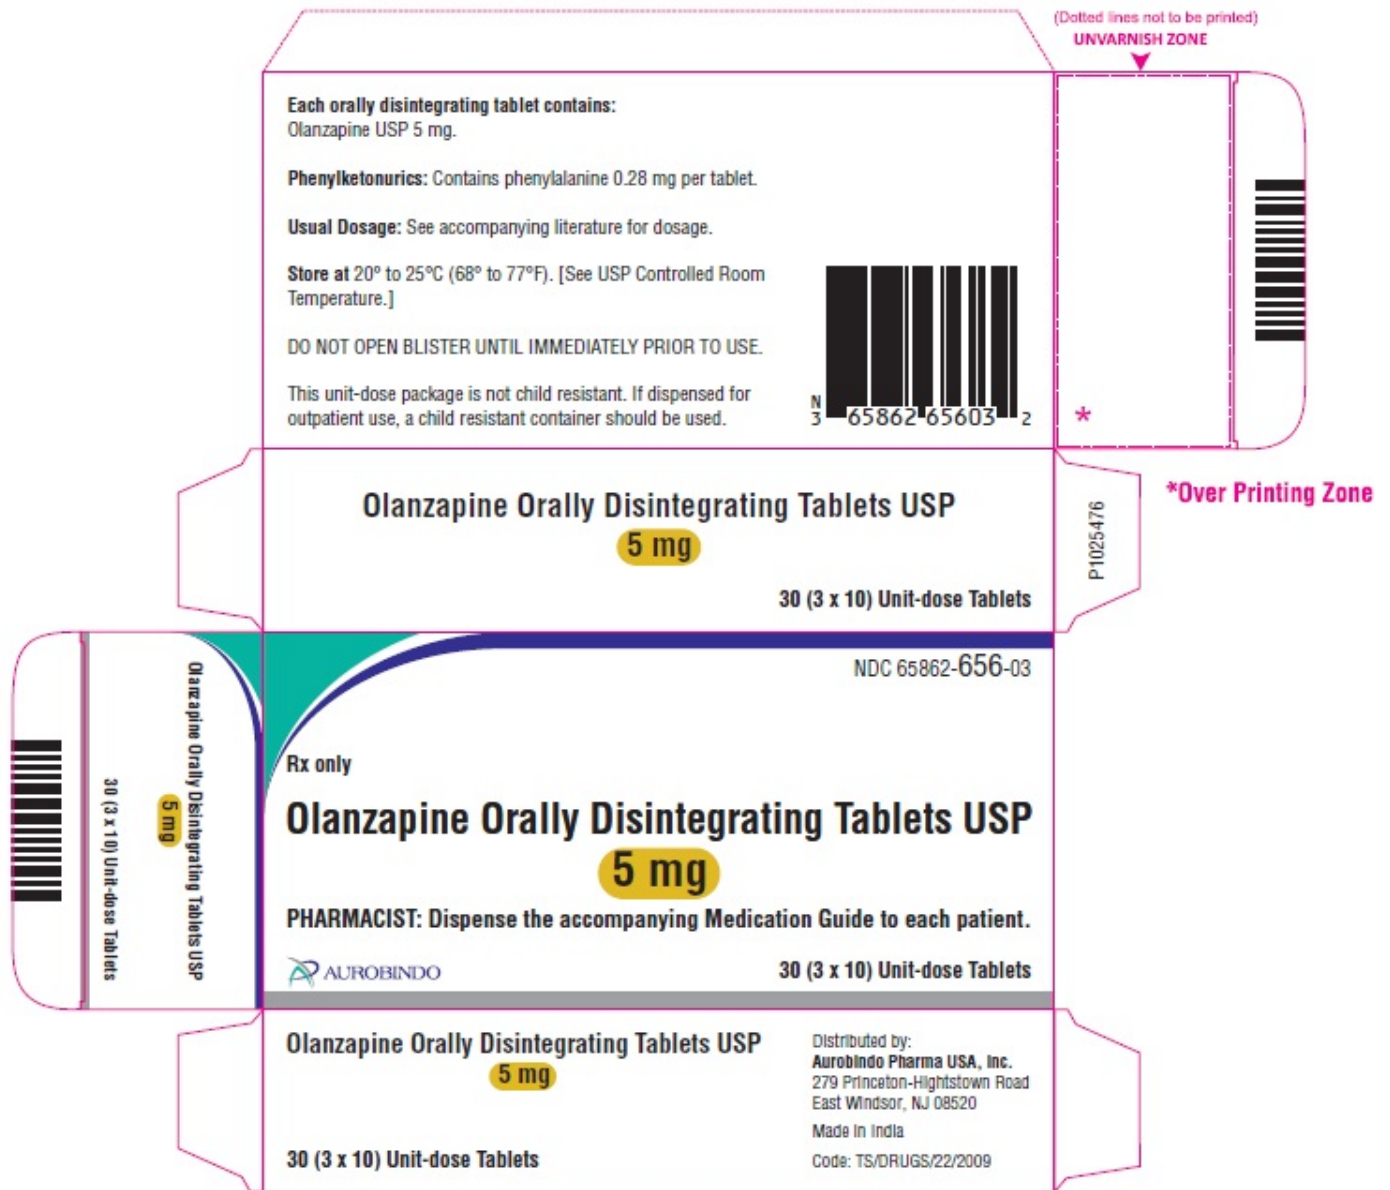 (Dotted lines not to be printed)
UNVARNISH ZONE
Each orally disintegrating tablet contains:
Olanzapine USP 5 mg.
Phenylketonurics: Contains phenylalanine 0.28 mg per tablet.
Usual Dosage: See accompanying literature for dosage.
Store at 20° to 25°C (68° to 77°F). [See USP Controlled Room
Temperature.]
DO NOT OPEN BLISTER UNTIL IMMEDIATELY PRIOR TO USE.
This unit-dose package is not child resistant. If dispensed for
outpatient use, a child resistant container should be used.
N
3 65862 65603 2
*
*Over Printing Zone
Olanzapine Orally Disintegrating Tablets USP
5 mg
30 (3 x 10) Unit-dose Tablets
P1025476
Olanzapine Orally Disintegrating Tablets USP
5 mg
30 (3 x 10) Unit-dose Tablets
NDC 65862-656-03
Rx only
Olanzapine Orally Disintegrating Tablets USP
5 mg
PHARMACIST: Dispense the accompanying Medication Guide to each patient.
AUROBINDO
30 (3 x 10) Unit-dose Tablets
Olanzapine Orally Disintegrating Tablets USP
5 mg
30 (3 x 10) Unit-dose Tablets
Distributed by:
Aurobindo Pharma USA, Inc.
279 Princeton-Hightstown Road
East Windsor, NJ 08520
Made in India
Code: TS/DRUGS/22/2009